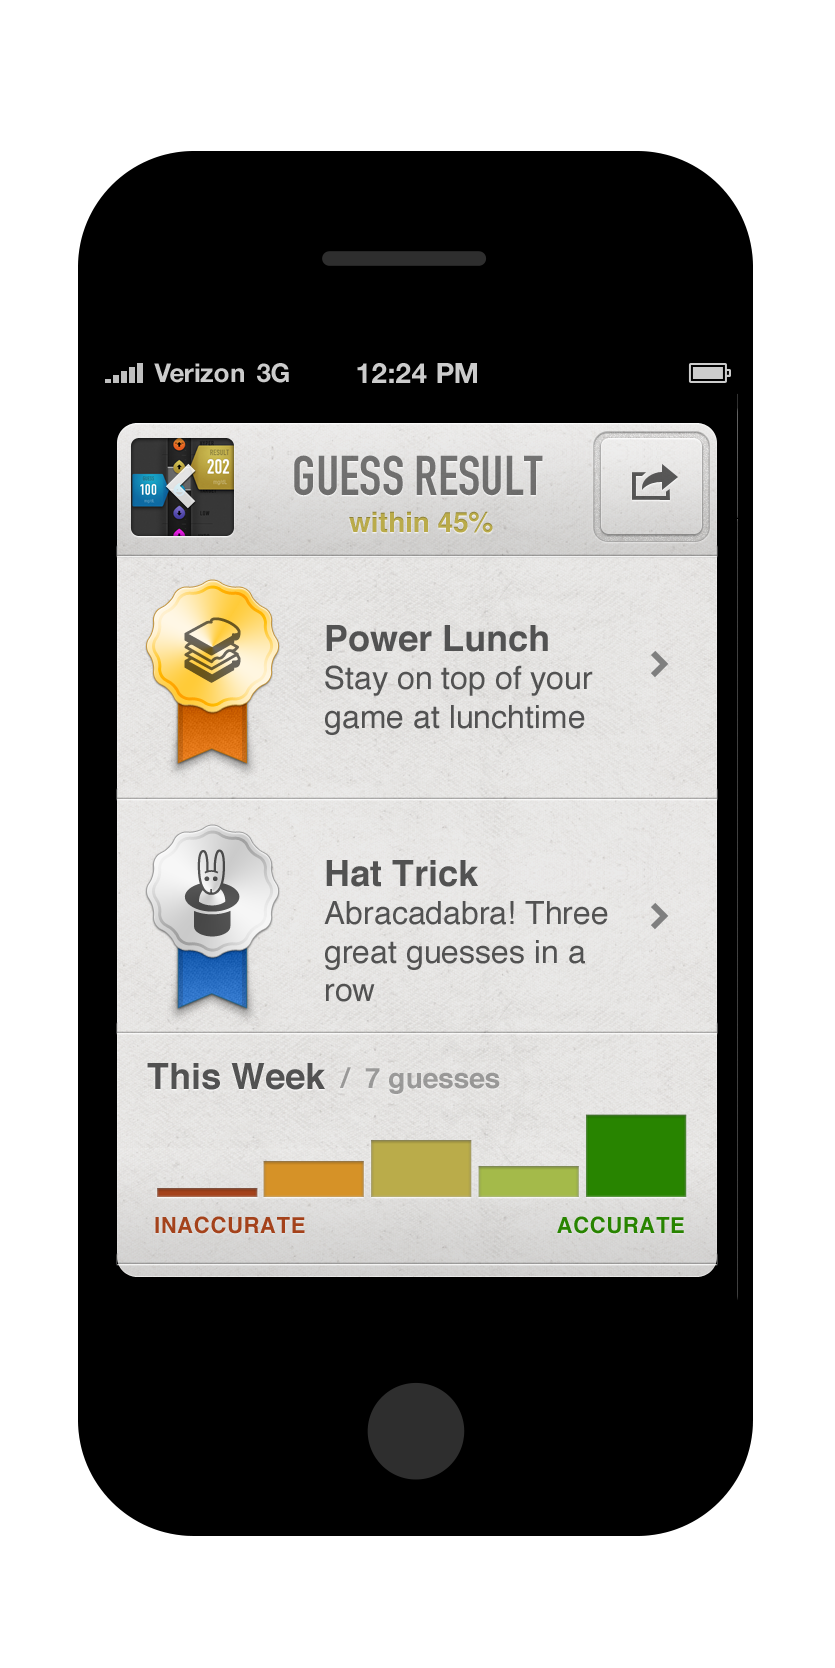 Verizon 3G 12:24 PM
RESULT
202
100
GUESS RESULT
within 45%
Power Lunch
Stay on top of your
game at lunchtime
Hat Trick
Abracadabra! Three
great guesses in a
row
This Week / 7 guesses
INACCURATE ACCURATE